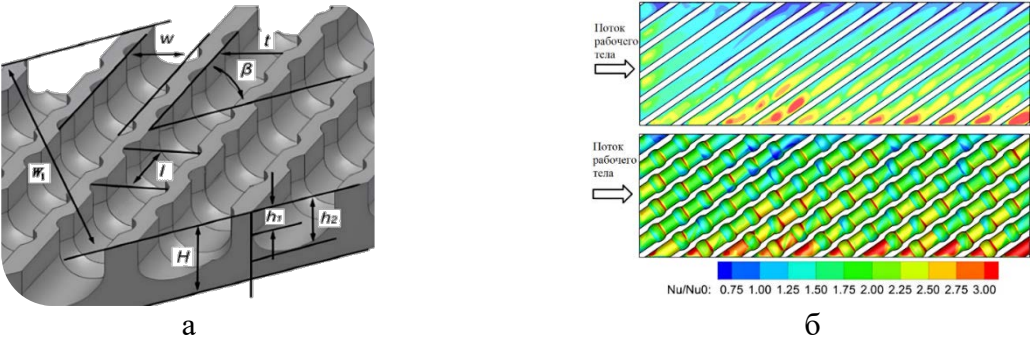 w
t
β
W₁
l
h₁
h₂
H
Поток
рабочего
тела
Поток
рабочего
тела
Nu/Nu0: 0.75 1.00 1.25 1.50 1.75 2.00 2.25 2.50 2.75 3.00
а
б